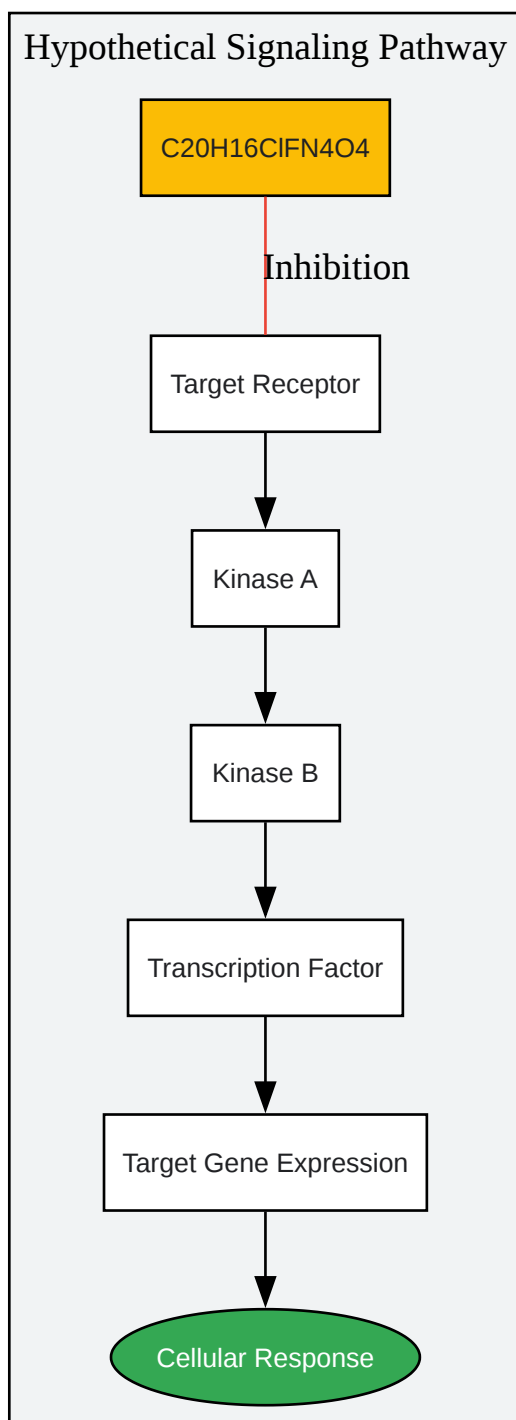 Hypothetical Signaling Pathway
C20H16ClFN4O4
Inhibition
Target Receptor
Kinase A
Kinase B
Transcription Factor
Target Gene Expression
Cellular Response